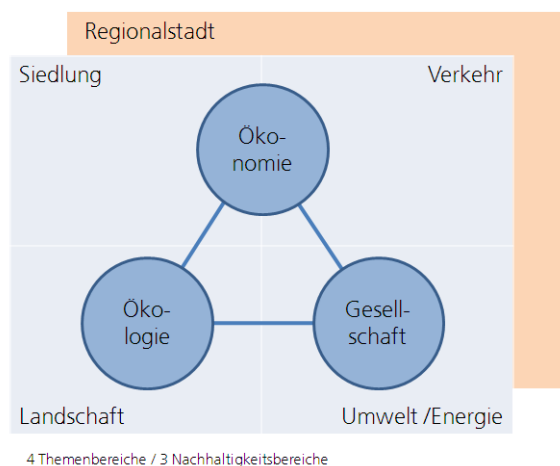 Regionalstadt
Siedlung
Verkehr
Öko-
nomie
Öko-
logie
Gesell-
schaft
Landschaft
Umwelt /Energie
4 Themenbereiche / 3 Nachhaltigkeitsbereiche